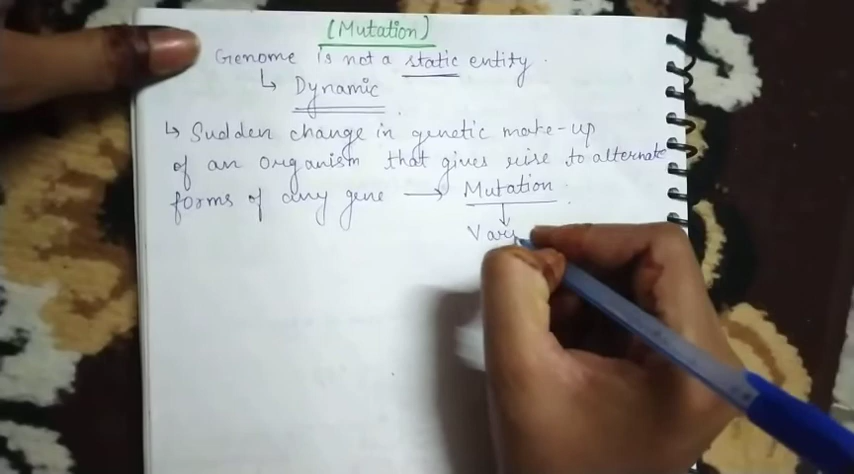 [Mutation]
Genome is not a static entity.
↳ Dynamic.
↳ Sudden change in genetic make-up
of an organism that gives rise to alternate
forms of any gene → Mutation.
↓